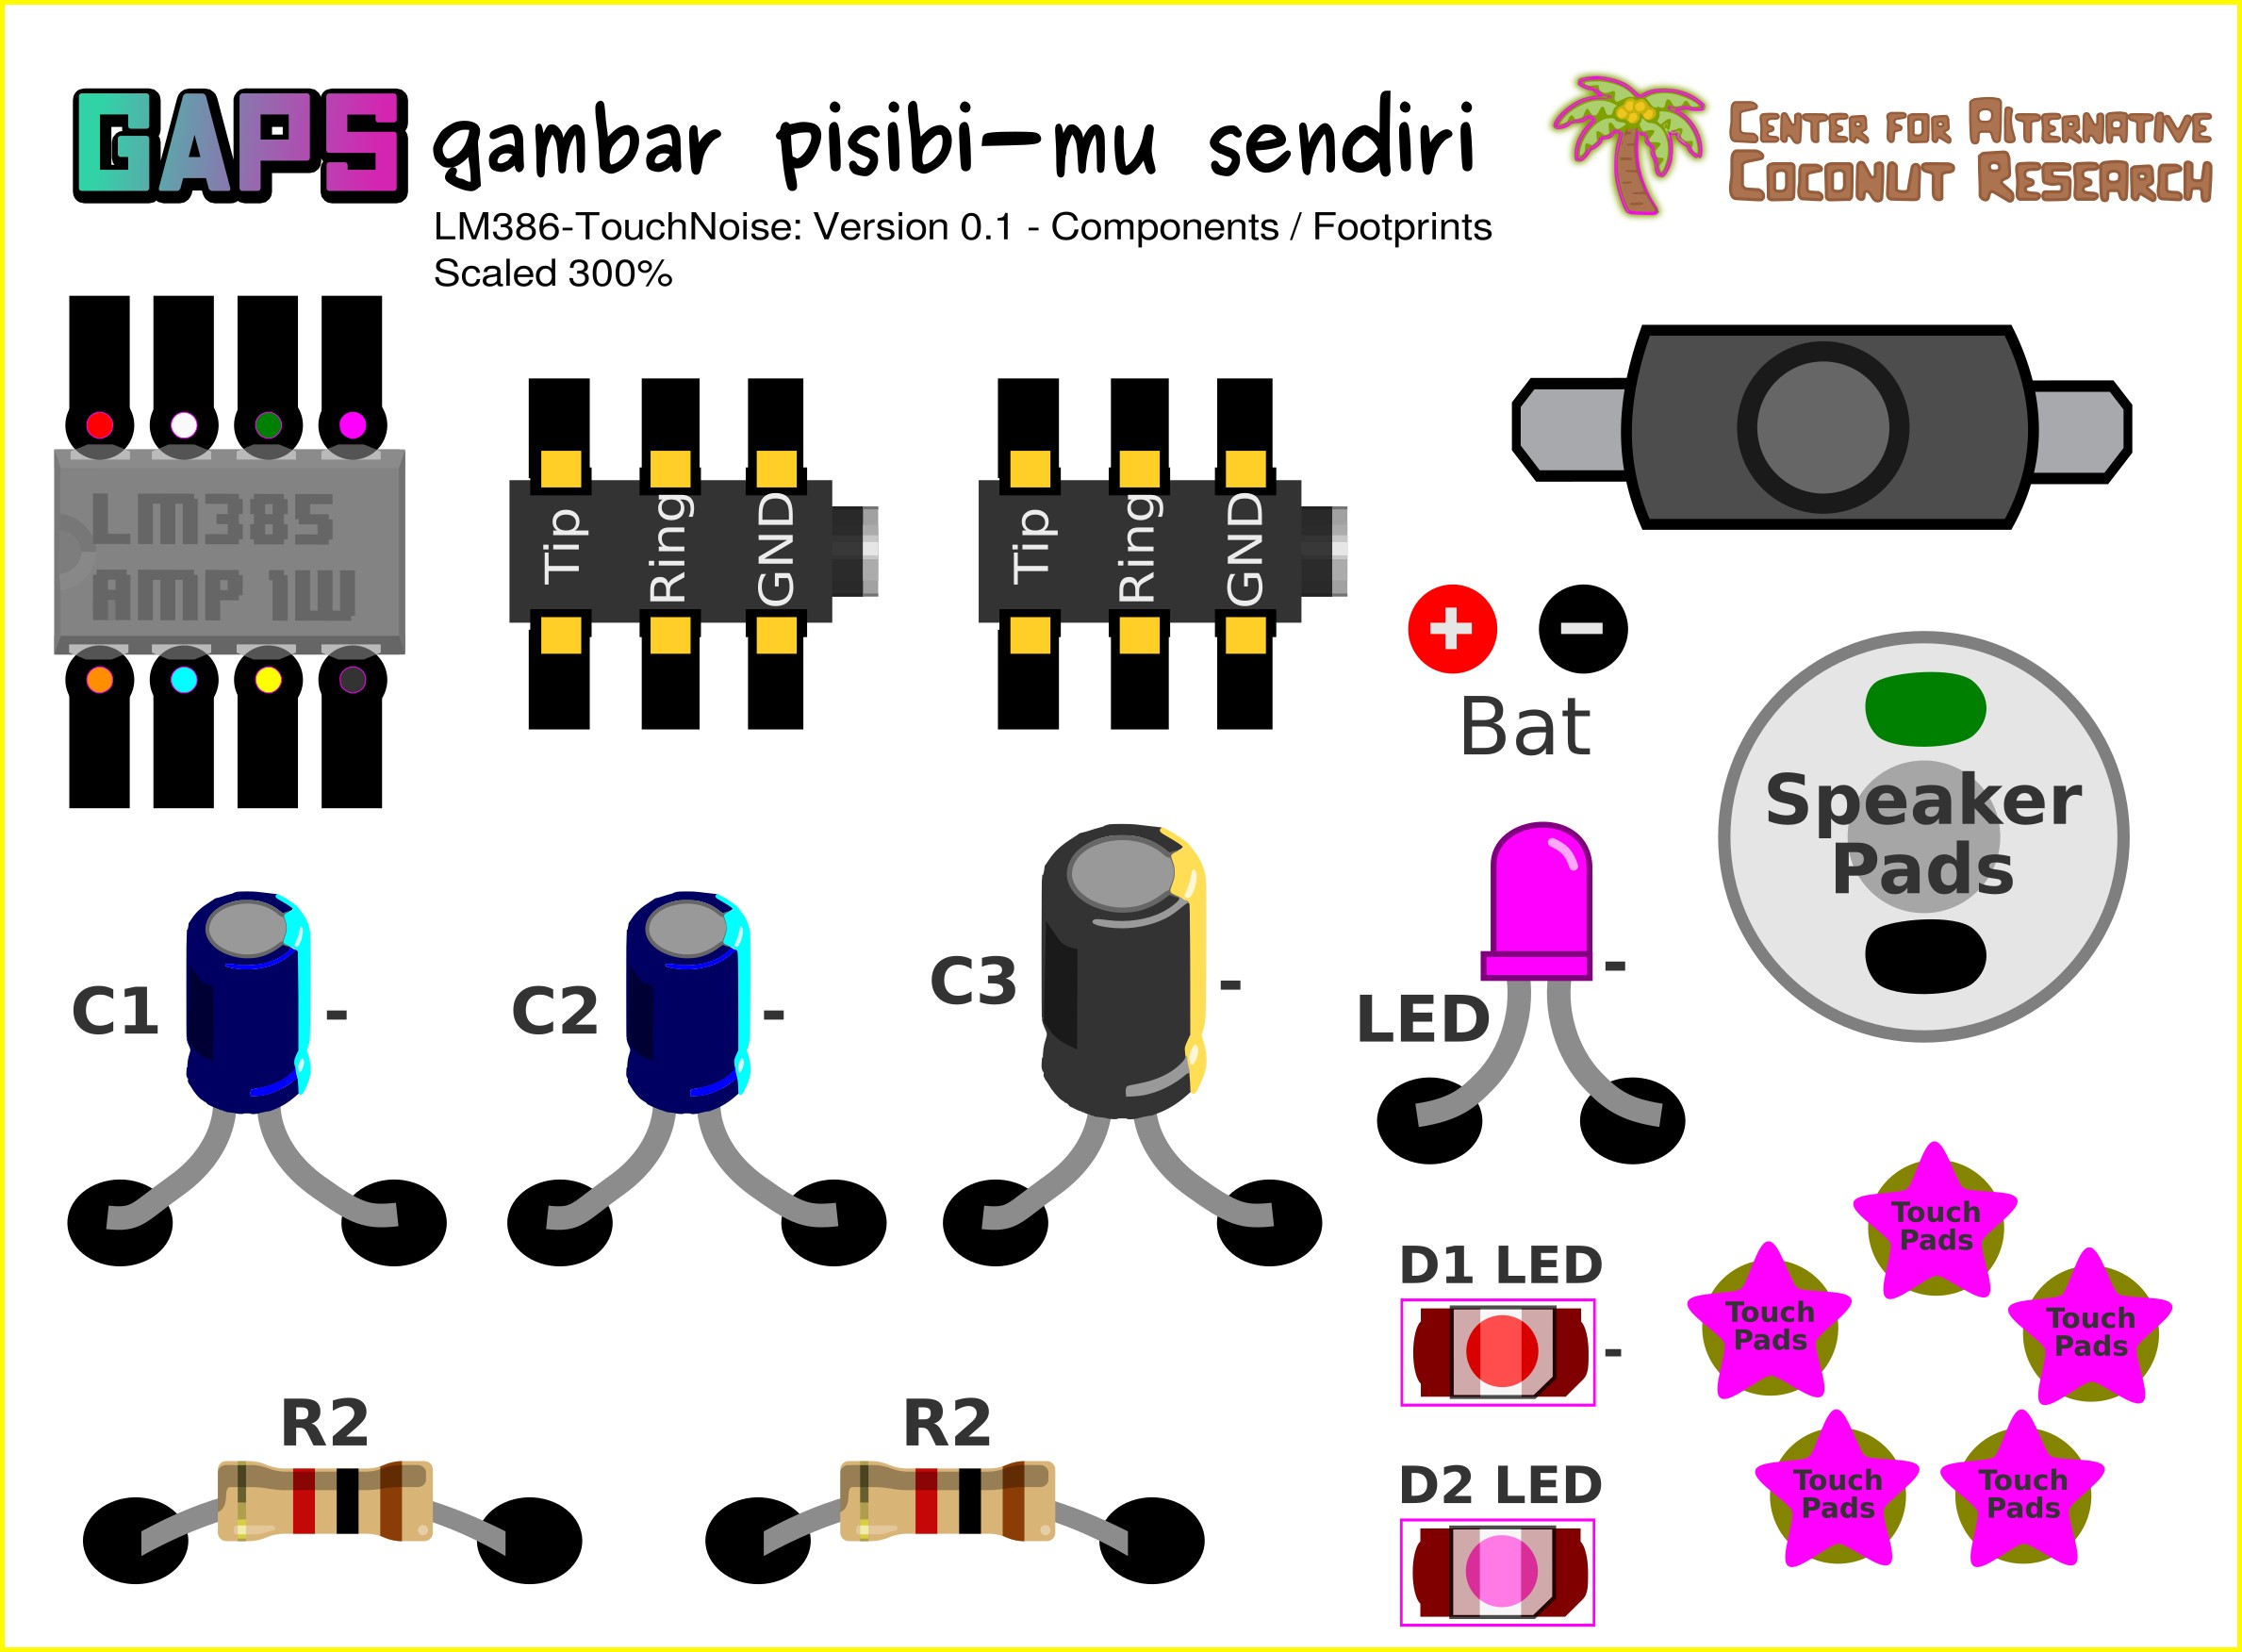 GAPS gambar pisibi-mu sendiri
CENTER FOR ALTERNATIVE
COCONUT RESEARCH
LM386-TouchNoise: Version 0.1 - Components / Footprints
Scaled 300%
LM385
AMP 1W
Tip
Ring
GND
Tip
Ring
GND
+ -
Bat
Speaker
Pads
C1 -
C2 -
C3 -
LED -
Touch
Pads
Touch
Pads
Touch
Pads
Touch
Pads
Touch
Pads
D1 LED
-
D2 LED
R2
R2